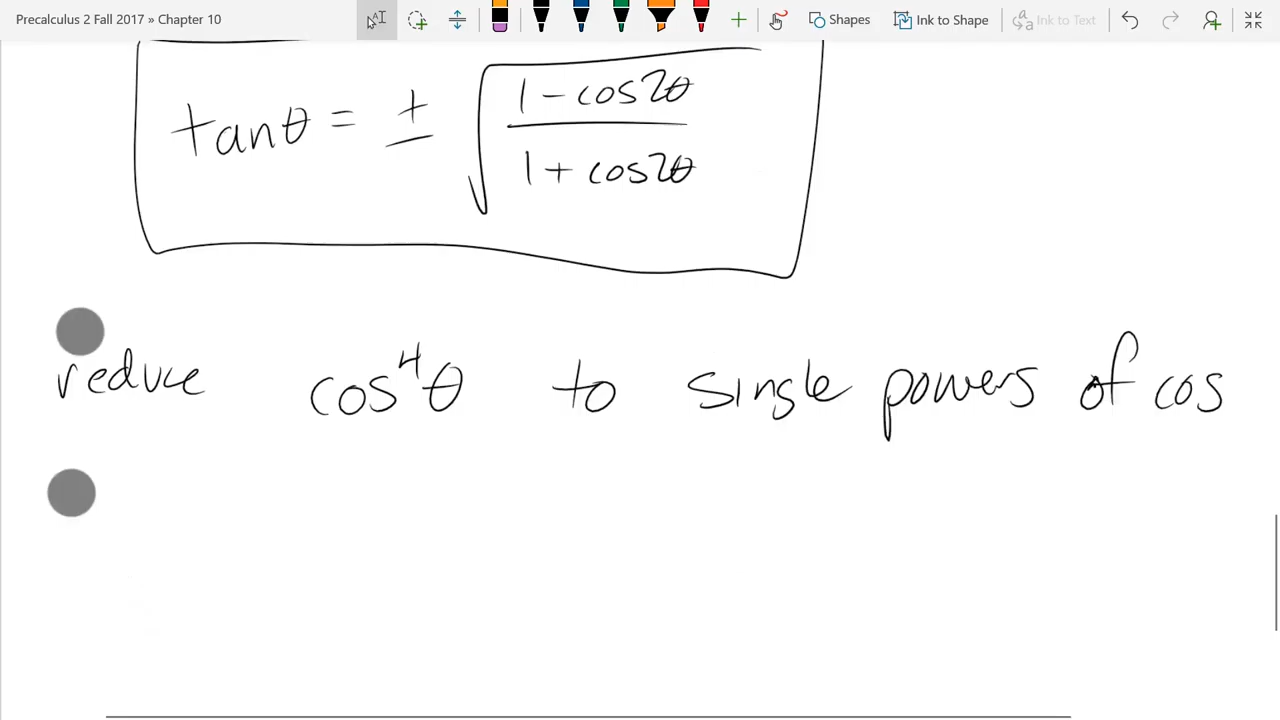 Precalculus 2 Fall 2017 » Chapter 10
Shapes
Ink to Shape
Ink to Text
tanθ = ± √ 1 - cos2θ
1 + cos2θ
reduce cos⁴θ to single powers of cos